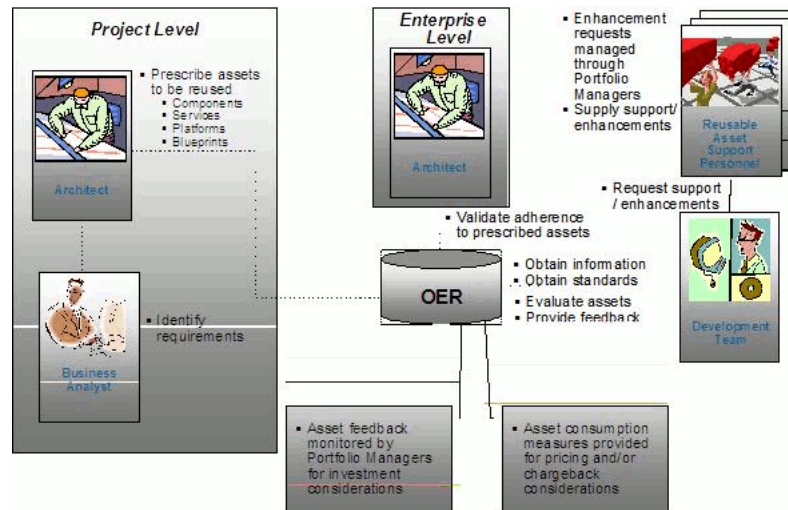 Project Level
▪ Prescribe assets
to be reused
▪ Components
▪ Services
▪ Platforms
▪ Blueprints
Architect
▪ Identify
requirements
Business
Analyst
Enterprise
Level
Architect
▪ Validate adherence
to prescribed assets
OER
▪ Obtain information
▪ Obtain standards
▪ Evaluate assets
▪ Provide feedback
▪ Enhancement
requests
managed
through
Portfolio
Managers
▪ Supply support/
enhancements
Reusable
Asset
Support
Personnel
▪ Request support
/ enhancements
Development
Team
▪ Asset feedback
monitored by
Portfolio Managers
for investment
considerations
▪ Asset consumption
measures provided
for pricing and/or
chargeback
considerations